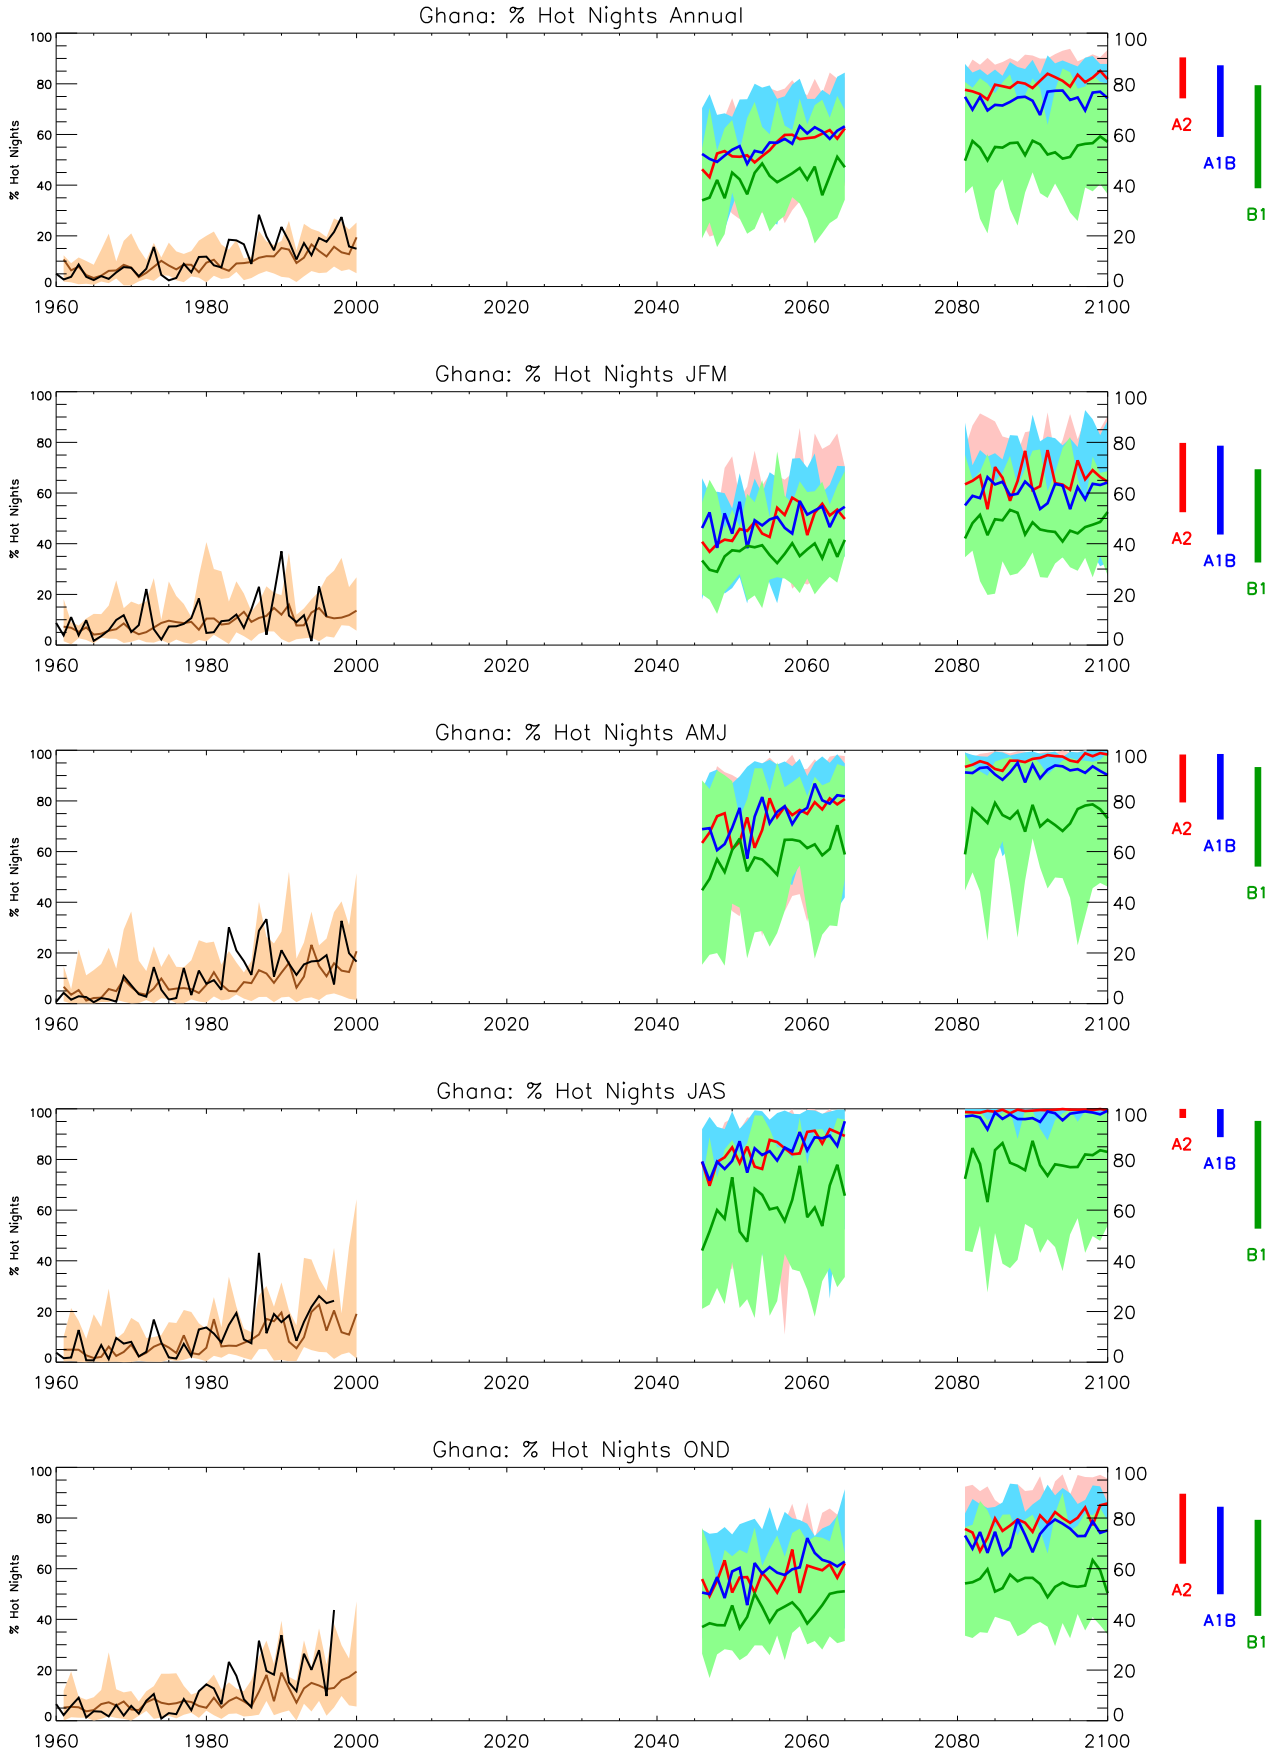 Ghana: % Hot Nights Annual
% Hot Nights
100 80 60 40 20 0
100 80 60 40 20 0
1960 1980 2000 2020 2040 2060 2080 2100
A2
A1B
B1
Ghana: % Hot Nights JFM
% Hot Nights
100 80 60 40 20 0
100 80 60 40 20 0
1960 1980 2000 2020 2040 2060 2080 2100
A2
A1B
B1
Ghana: % Hot Nights AMJ
% Hot Nights
100 80 60 40 20 0
100 80 60 40 20 0
1960 1980 2000 2020 2040 2060 2080 2100
A2
A1B
B1
Ghana: % Hot Nights JAS
% Hot Nights
100 80 60 40 20 0
100 80 60 40 20 0
1960 1980 2000 2020 2040 2060 2080 2100
A2
A1B
B1
Ghana: % Hot Nights OND
% Hot Nights
100 80 60 40 20 0
100 80 60 40 20 0
1960 1980 2000 2020 2040 2060 2080 2100
A2
A1B
B1